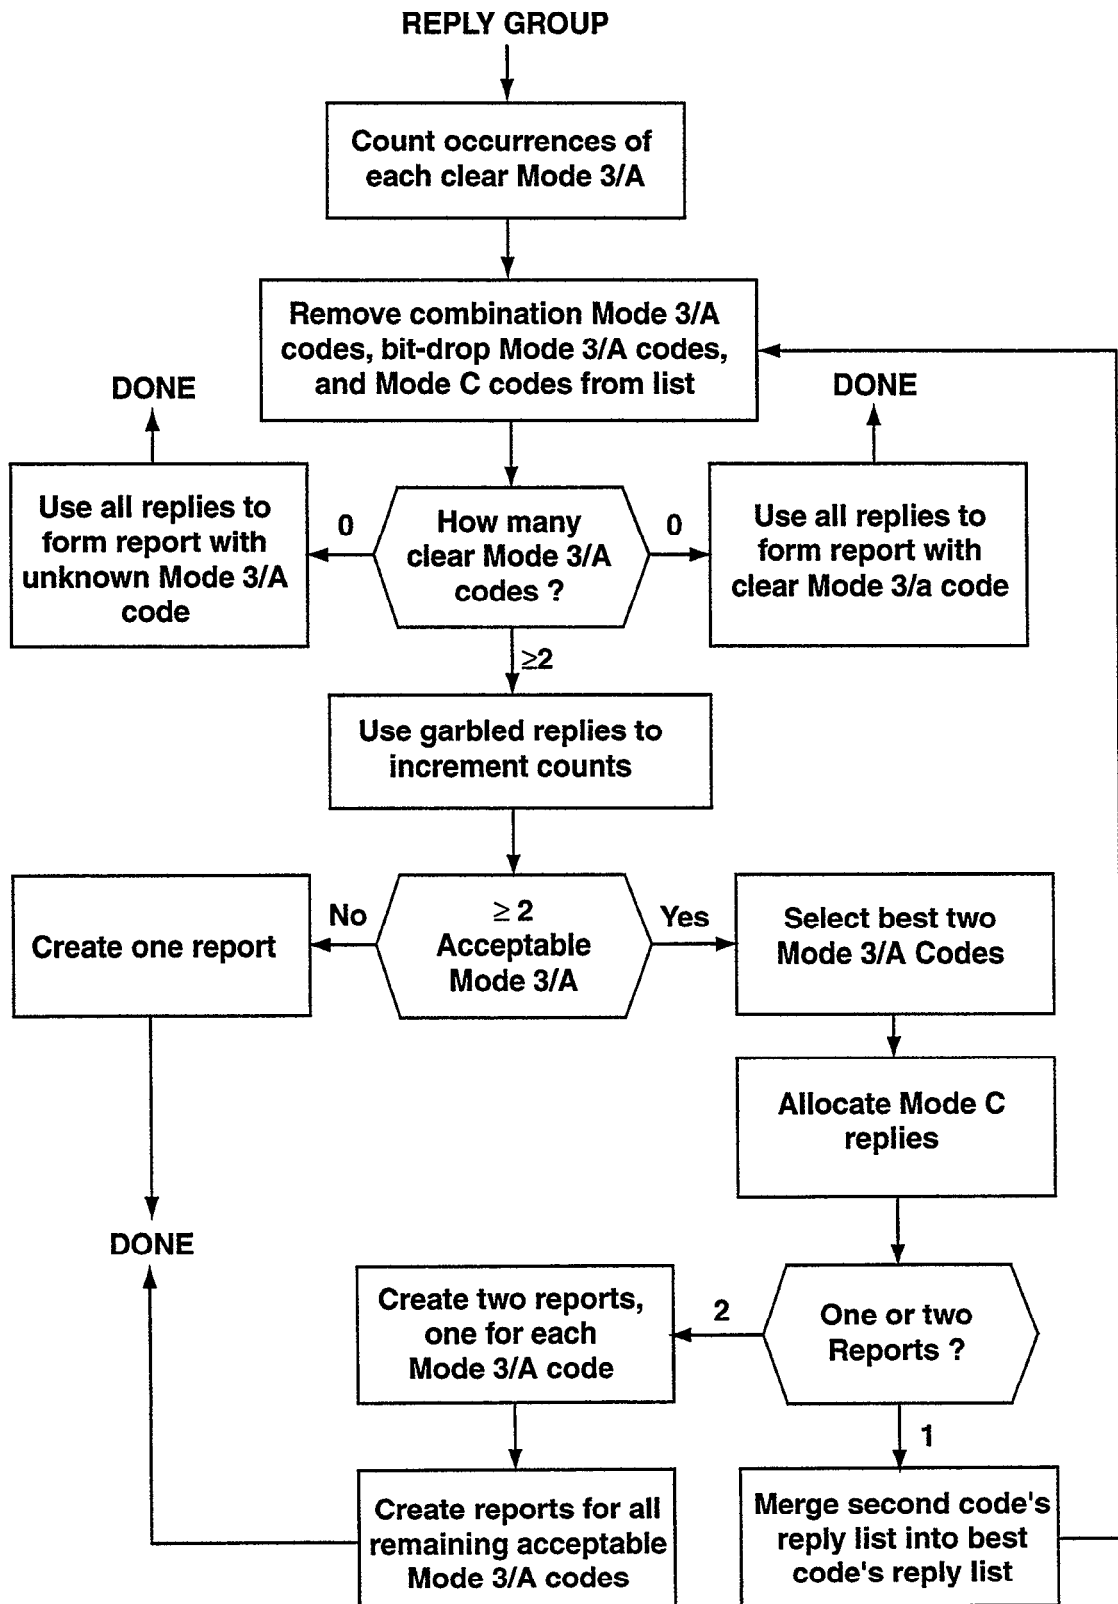 REPLY GROUP
Count occurrences of
each clear Mode 3/A
Remove combination Mode 3/A
codes, bit-drop Mode 3/A codes,
and Mode C codes from list
DONE
DONE
Use all replies to
form report with
unknown Mode 3/A
code
0
How many
clear Mode 3/A
codes ?
0
Use all replies to
form report with
clear Mode 3/a code
≥2
Use garbled replies to
increment counts
Create one report
No
≥ 2
Acceptable
Mode 3/A
Yes
Select best two
Mode 3/A Codes
Allocate Mode C
replies
DONE
Create two reports,
one for each
Mode 3/A code
2
One or two
Reports ?
1
Create reports for all
remaining acceptable
Mode 3/A codes
Merge second code's
reply list into best
code's reply list